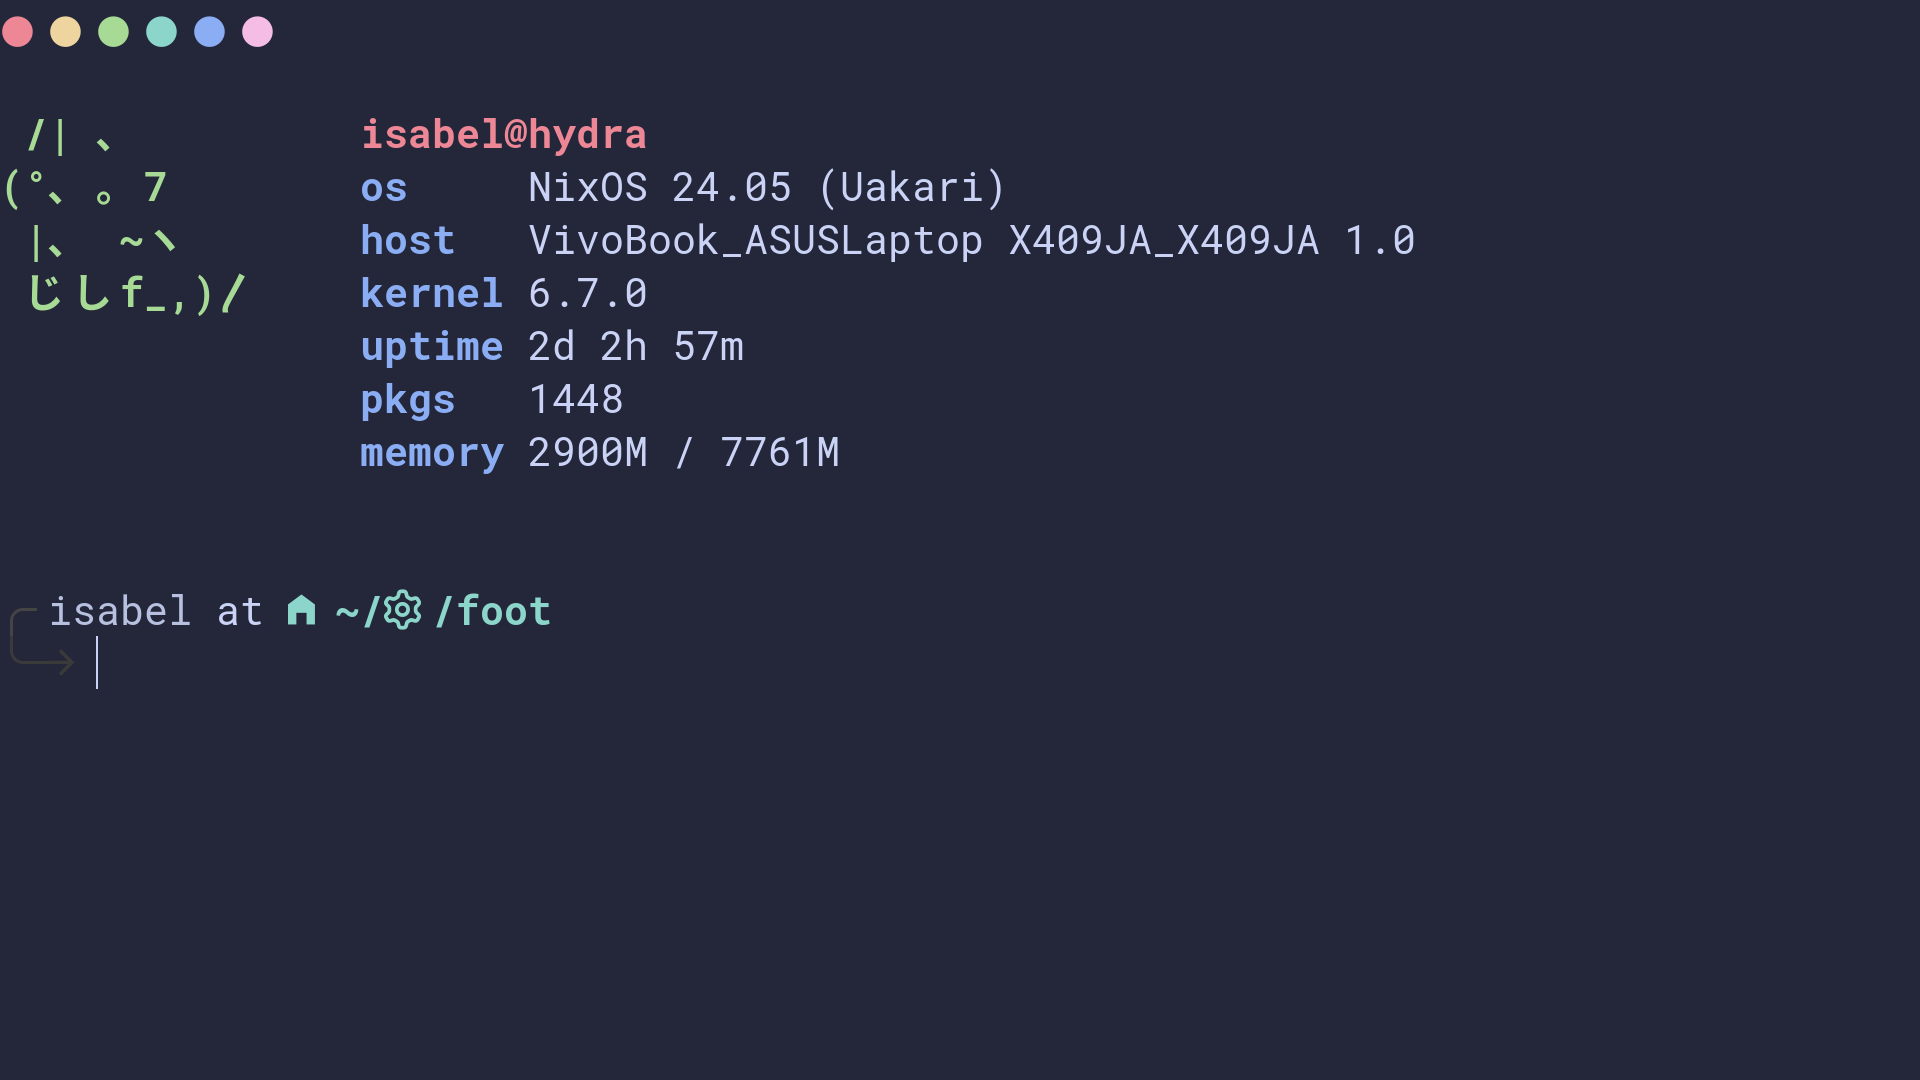 /| 、 isabel@hydra
(°、 。7 os NixOS 24.05 (Uakari)
|、 ~ヽ host VivoBook_ASUSLaptop X409JA_X409JA 1.0
じしf_,)/ kernel 6.7.0
uptime 2d 2h 57m
pkgs 1448
memory 2900M / 7761M
isabel at ~/ /foot